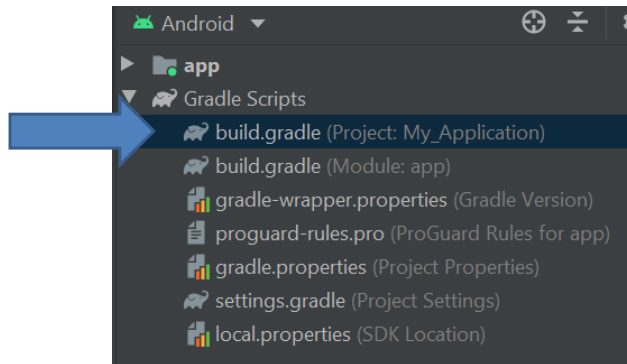 Android
app
Gradle Scripts
build.gradle (Project: My_Application)
build.gradle (Module: app)
gradle-wrapper.properties (Gradle Version)
proguard-rules.pro (ProGuard Rules for app)
gradle.properties (Project Properties)
settings.gradle (Project Settings)
local.properties (SDK Location)